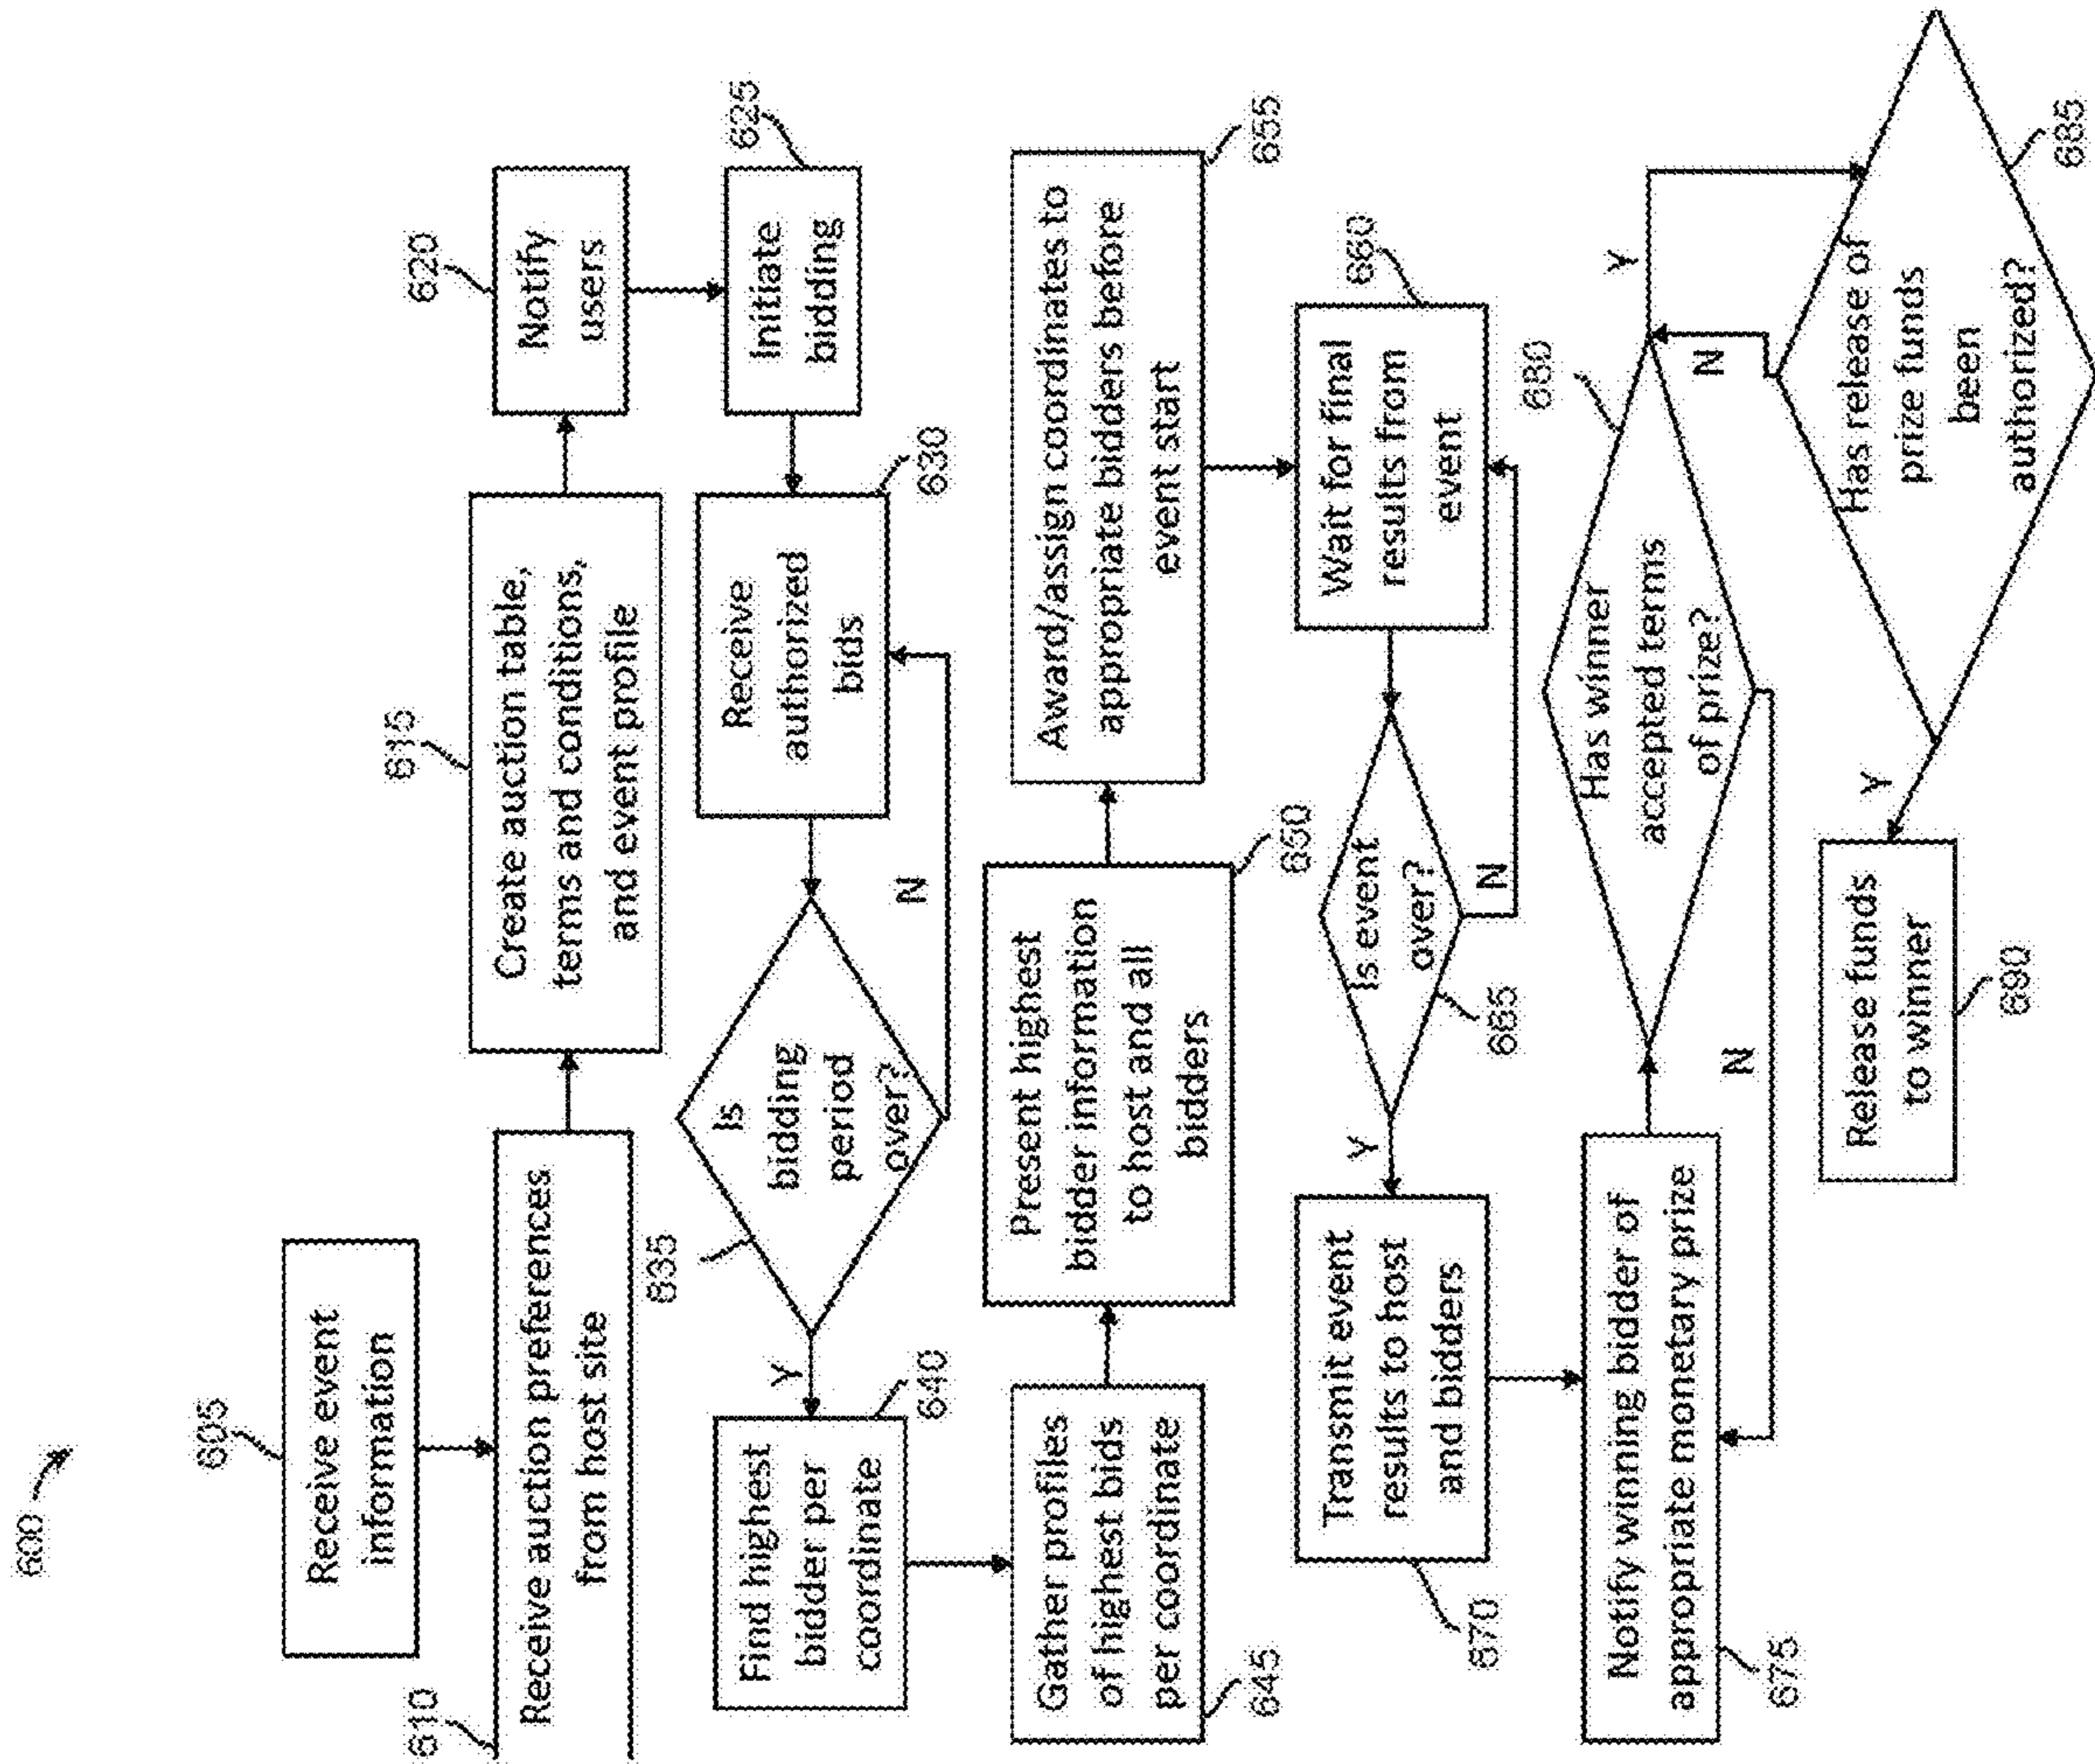 600
605
Receive event
information
610
Receive auction preferences
from host site
615
Create auction table,
terms and conditions,
and event profile
620
Notify
users
625
Initiate
bidding
630
Receive
authorized
bids
635
Is
bidding
period
over?
N
Y
640
Find highest
bidder per
coordinate
645
Gather profiles
of highest bids
per coordinate
650
Present highest
bidder information
to host and all
bidders
655
Award/assign coordinates to
appropriate bidders before
event start
660
Wait for final
results from
event
665
Is event
over?
N
Y
670
Transmit event
results to host
and bidders
675
Notify winning bidder of
appropriate monetary prize
680
Has winner
accepted terms
of prize?
N
Y
685
Has release of
prize funds
been
authorized?
N
Y
690
Release funds
to winner